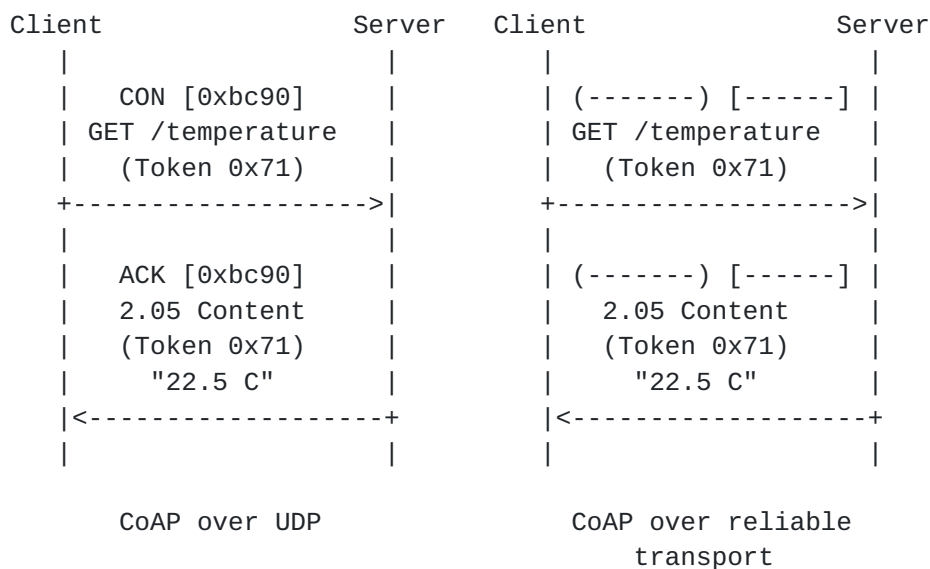 Client                Server   Client                Server
   |                    |         |                    |
   |   CON [0xbc90]     |         | (-------) [------] |
   | GET /temperature   |         | GET /temperature   |
   |   (Token 0x71)     |         |   (Token 0x71)     |
   +------------------->|         +------------------->|
   |                    |         |                    |
   |   ACK [0xbc90]     |         | (-------) [------] |
   |   2.05 Content     |         |   2.05 Content     |
   |   (Token 0x71)     |         |   (Token 0x71)     |
   |     "22.5 C"       |         |     "22.5 C"       |
   |<-------------------+         |<-------------------+
   |                    |         |                    |
       CoAP over UDP                CoAP over reliable
                                        transport